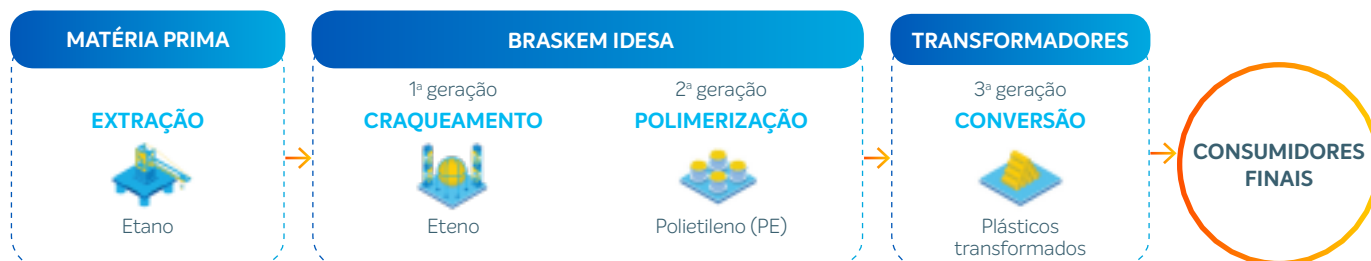 MATÉRIA PRIMA
EXTRAÇÃO
Etano
BRASKEM IDESA
1ª geração
CRAQUEAMENTO
Eteno
2ª geração
POLIMERIZAÇÃO
Polietileno (PE)
TRANSFORMADORES
3ª geração
CONVERSÃO
Plásticos
transformados
CONSUMIDORES
FINAIS